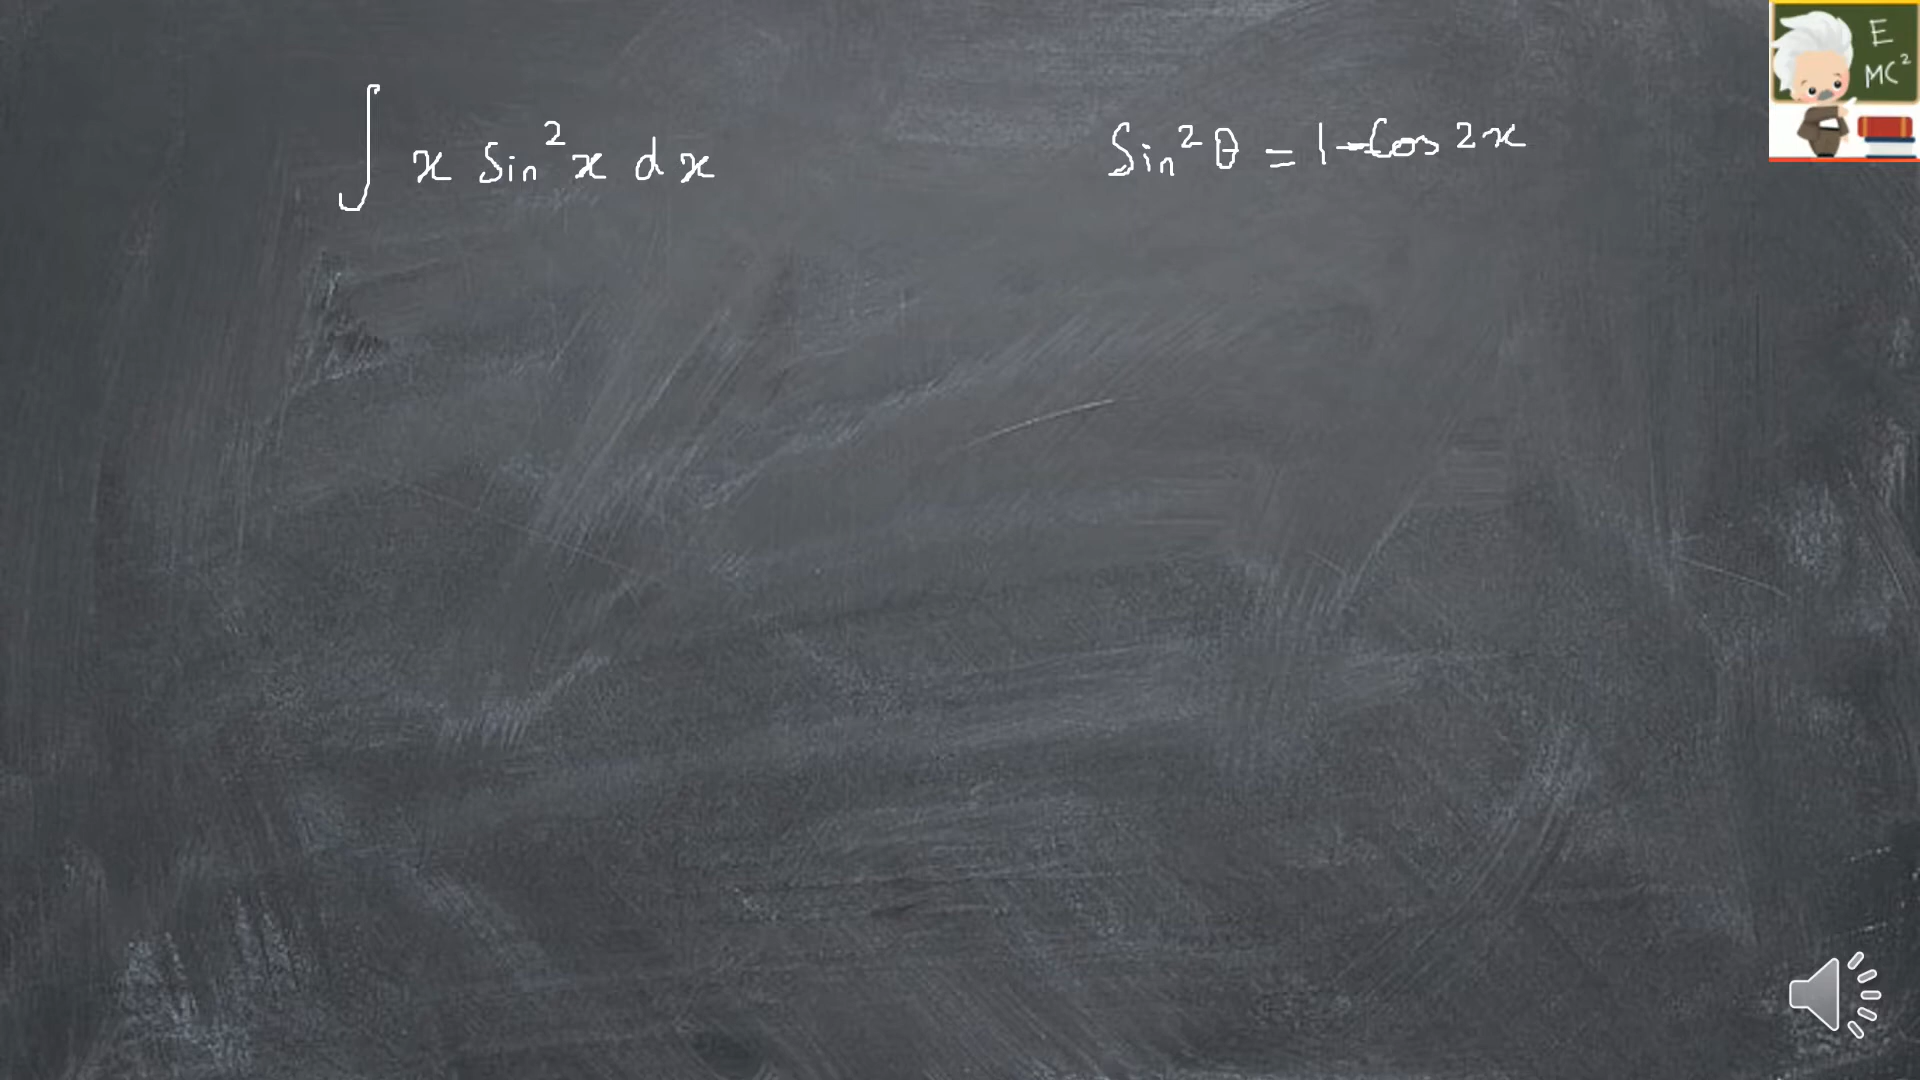 ∫ x Sin²x dx
Sin²θ = 1-Cos 2x
E
MC²